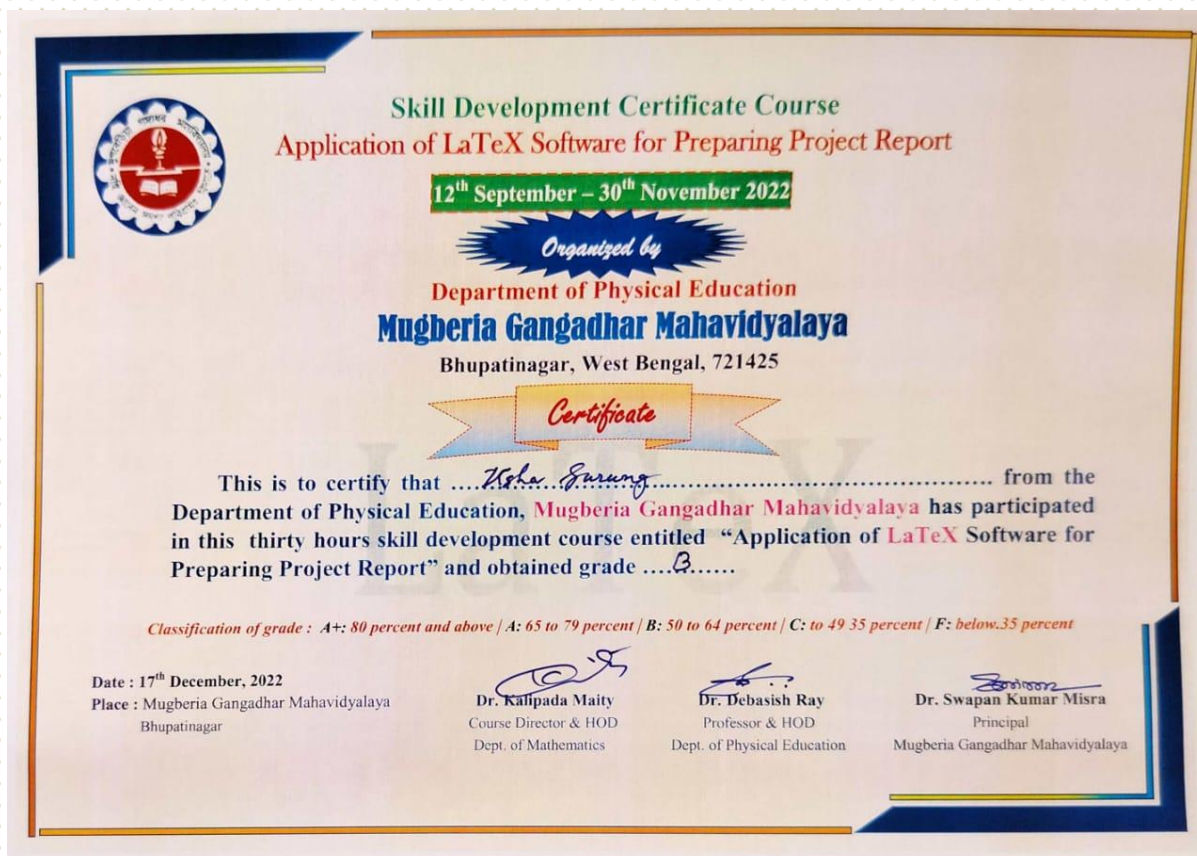 Skill Development Certificate Course
Application of LaTeX Software for Preparing Project Report
12th September – 30th November 2022
Organized by
Department of Physical Education
Mugberia Gangadhar Mahavidyalaya
Bhupatinagar, West Bengal, 721425
Certificate
LaTeX
This is to certify that ....Usha Gurung.................................................. from the
Department of Physical Education, Mugberia Gangadhar Mahavidyalaya has participated
in this thirty hours skill development course entitled “Application of LaTeX Software for
Preparing Project Report” and obtained grade ....B......
Classification of grade : A+: 80 percent and above / A: 65 to 79 percent / B: 50 to 64 percent / C: to 49 35 percent / F: below.35 percent
Date : 17th December, 2022
Place : Mugberia Gangadhar Mahavidyalaya
Bhupatinagar
Dr. Kalipada Maity
Course Director & HOD
Dept. of Mathematics
Dr. Debasish Ray
Professor & HOD
Dept. of Physical Education
Dr. Swapan Kumar Misra
Principal
Mugberia Gangadhar Mahavidyalaya